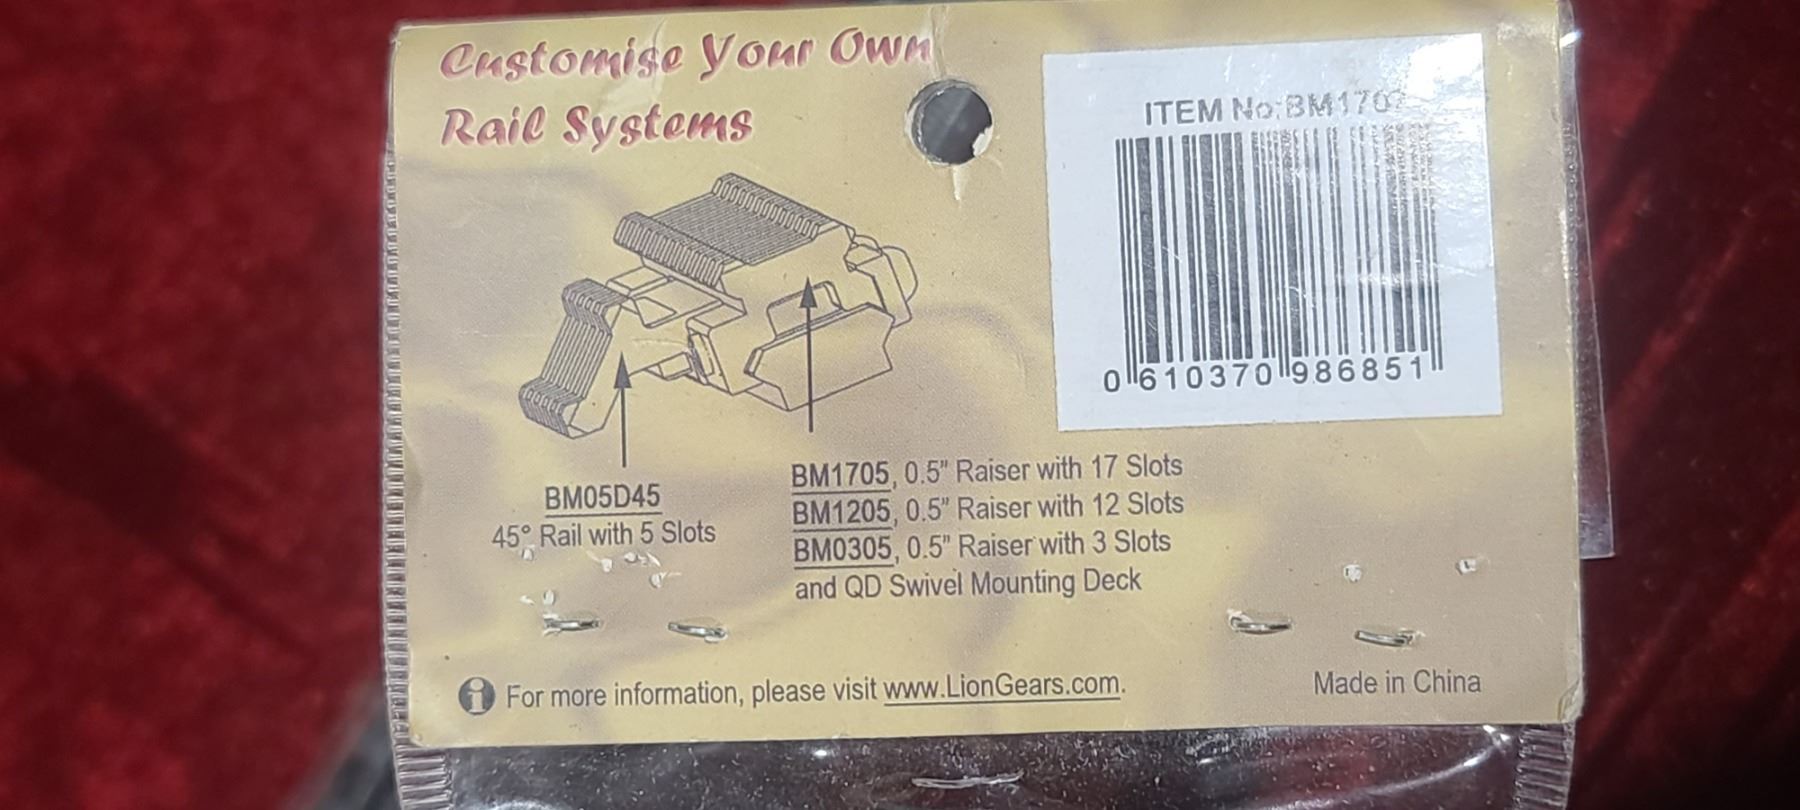 Customise Your Own
Rail Systems
ITEM No:BM170
0 610370 986851
BM05D45
45° Rail with 5 Slots
BM1705, 0.5" Raiser with 17 Slots
BM1205, 0.5" Raiser with 12 Slots
BM0305, 0.5" Raiser with 3 Slots
and QD Swivel Mounting Deck
i For more information, please visit www.LionGears.com.
Made in China